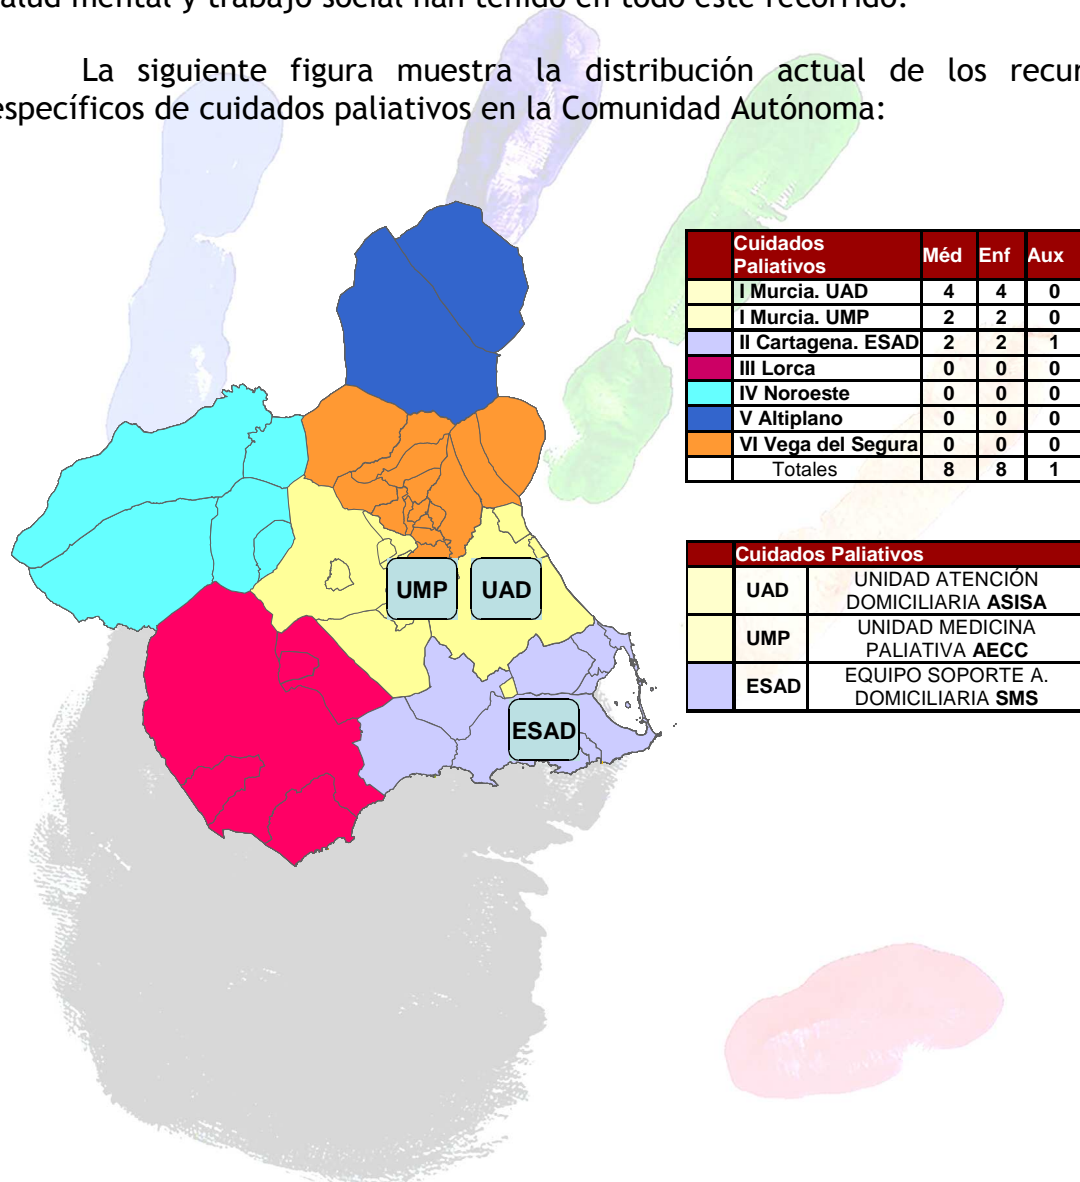 salud mental y trabajo social han tenido en todo este recorrido.
La siguiente figura muestra la distribución actual de los recur
específicos de cuidados paliativos en la Comunidad Autónoma:
Cuidados
Paliativos Méd Enf Aux
I Murcia. UAD 4 4 0
I Murcia. UMP 2 2 0
II Cartagena. ESAD 2 2 1
III Lorca 0 0 0
IV Noroeste 0 0 0
V Altiplano 0 0 0
VI Vega del Segura 0 0 0
Totales 8 8 1
UMP UAD
ESAD
Cuidados Paliativos
UAD UNIDAD ATENCIÓN
DOMICILIARIA ASISA
UMP UNIDAD MEDICINA
PALIATIVA AECC
ESAD EQUIPO SOPORTE A.
DOMICILIARIA SMS